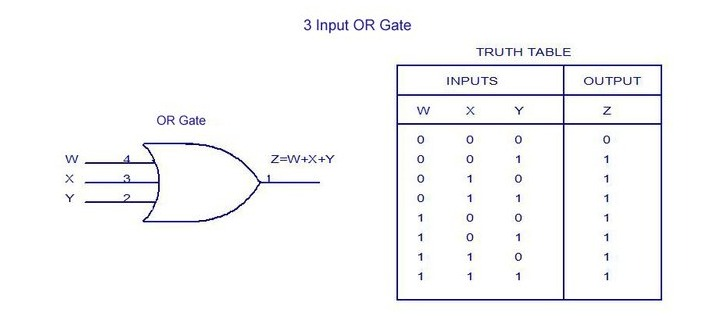 3 Input OR Gate
OR Gate
W 4 Z=W+X+Y
X 3 1
Y 2
TRUTH TABLE
INPUTS OUTPUT
W X Y Z
0 0 0 0
0 0 1 1
0 1 0 1
0 1 1 1
1 0 0 1
1 0 1 1
1 1 0 1
1 1 1 1